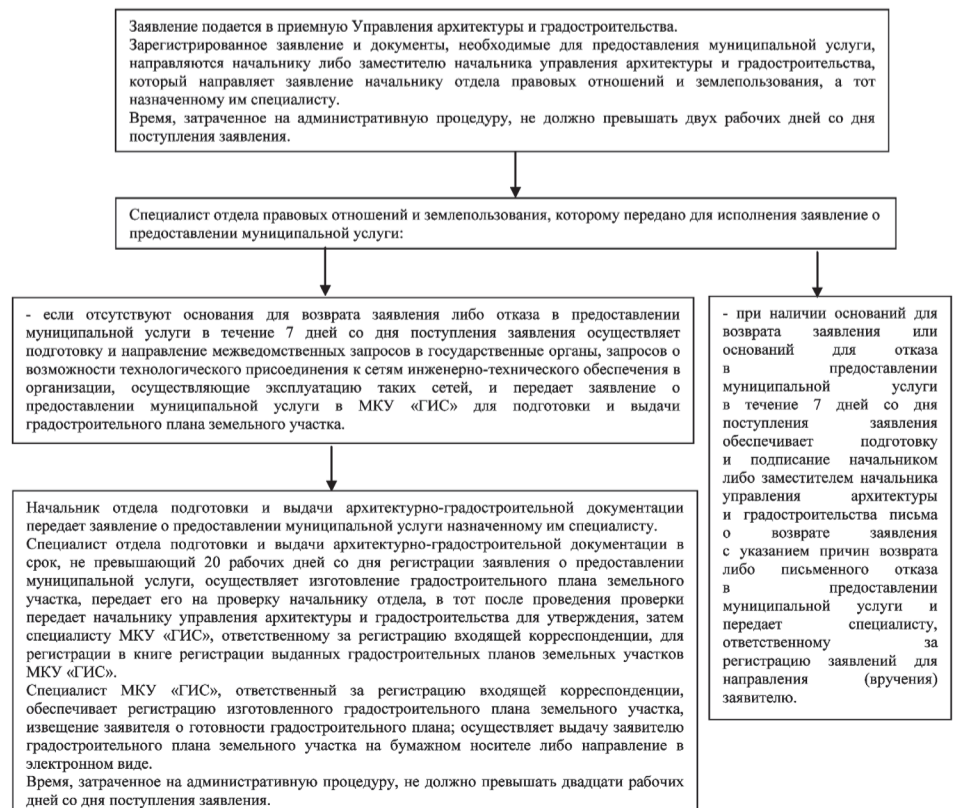 Заявление подается в приемную Управления архитектуры и градостроительства.
Зарегистрированное заявление и документы, необходимые для предоставления муниципальной услуги,
направляются начальнику либо заместителю начальника управления архитектуры и градостроительства,
который направляет заявление начальнику отдела правовых отношений и землепользования, а тот
назначенному им специалисту.
Время, затраченное на административную процедуру, не должно превышать двух рабочих дней со дня
поступления заявления.
Специалист отдела правовых отношений и землепользования, которому передано для исполнения заявление о
предоставлении муниципальной услуги:
- если отсутствуют основания для возврата заявления либо отказа в предоставлении
муниципальной услуги в течение 7 дней со дня поступления заявления осуществляет
подготовку и направление межведомственных запросов в государственные органы, запросов о
возможности технологического присоединения к сетям инженерно-технического обеспечения в
организации, осуществляющие эксплуатацию таких сетей, и передает заявление о
предоставлении муниципальной услуги в МКУ «ГИС» для подготовки и выдачи
градостроительного плана земельного участка.
- при наличии оснований для
возврата заявления или
оснований для отказа
в предоставлении
муниципальной услуги
в течение 7 дней со дня
поступления заявления
обеспечивает подготовку
и подписание начальником
либо заместителем начальника
управления архитектуры
и градостроительства письма
о возврате заявления
с указанием причин возврата
либо письменного отказа
в предоставлении
муниципальной услуги и
передает специалисту,
ответственному за
регистрацию заявлений для
направления (вручения)
заявителю.
Начальник отдела подготовки и выдачи архитектурно-градостроительной документации
передает заявление о предоставлении муниципальной услуги назначенному им специалисту.
Специалист отдела подготовки и выдачи архитектурно-градостроительной документации в
срок, не превышающий 20 рабочих дней со дня регистрации заявления о предоставлении
муниципальной услуги, осуществляет изготовление градостроительного плана земельного
участка, передает его на проверку начальнику отдела, в тот после проведения проверки
передает начальнику управления архитектуры и градостроительства для утверждения, затем
специалисту МКУ «ГИС», ответственному за регистрацию входящей корреспонденции, для
регистрации в книге регистрации выданных градостроительных планов земельных участков
МКУ «ГИС».
Специалист МКУ «ГИС», ответственный за регистрацию входящей корреспонденции,
обеспечивает регистрацию изготовленного градостроительного плана земельного участка,
извещение заявителя о готовности градостроительного плана; осуществляет выдачу заявителю
градостроительного плана земельного участка на бумажном носителе либо направление в
электронном виде.
Время, затраченное на административную процедуру, не должно превышать двадцати рабочих
дней со дня поступления заявления.